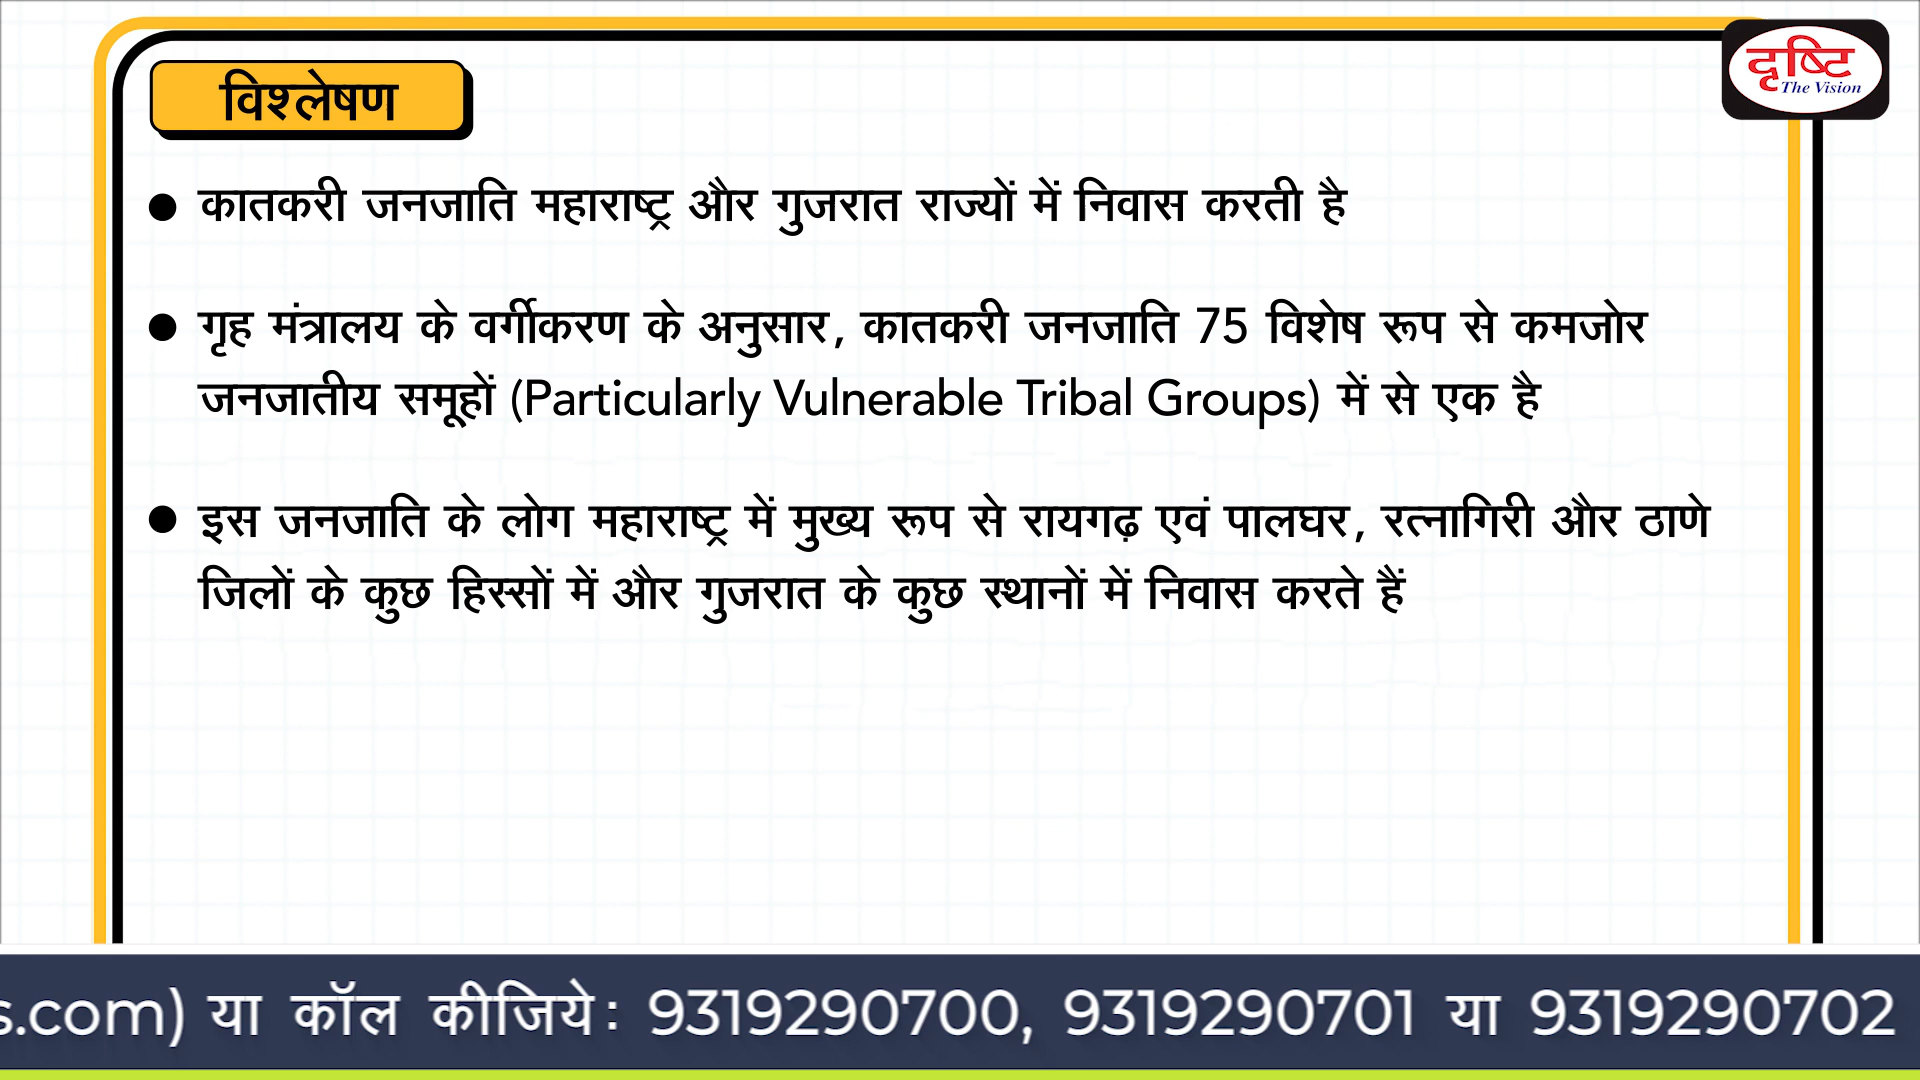 विश्लेषण
दृष्टि
The Vision
● कातकरी जनजाति महाराष्ट्र और गुजरात राज्यों में निवास करती है
● गृह मंत्रालय के वर्गीकरण के अनुसार, कातकरी जनजाति 75 विशेष रूप से कमजोर
जनजातीय समूहों (Particularly Vulnerable Tribal Groups) में से एक है
● इस जनजाति के लोग महाराष्ट्र में मुख्य रूप से रायगढ़ एवं पालघर, रत्नागिरी और ठाणे
जिलों के कुछ हिस्सों में और गुजरात के कुछ स्थानों में निवास करते हैं
s.com) या कॉल कीजिये: 9319290700, 9319290701 या 9319290702